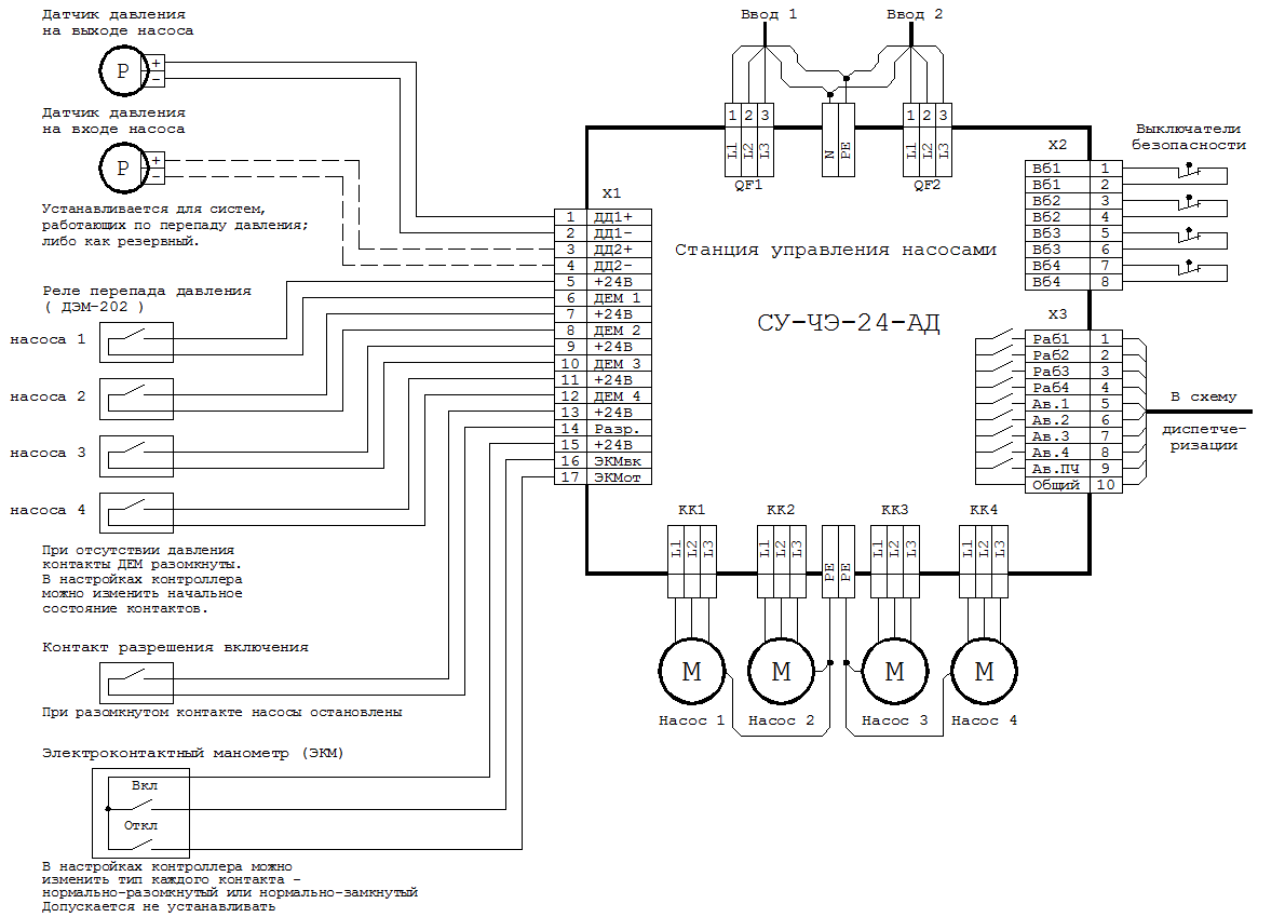 Датчик давления
на выходе насоса
P
+
−
Датчик давления
на входе насоса
P
+
−
Устанавливается для систем,
работающих по перепаду давления;
либо как резервный.
Реле перепада давления
( ДЭМ-202 )
насоса 1
насоса 2
насоса 3
насоса 4
При отсутствии давления
контакты ДЕМ разомкнуты.
В настройках контроллера
можно изменить начальное
состояние контактов.
Контакт разрешения включения
При разомкнутом контакте насосы остановлены
Электроконтактный манометр (ЭКМ)
Вкл
Откл
В настройках контроллера можно
изменить тип каждого контакта -
нормально-разомкнутый или нормально-замкнутый
Допускается не устанавливать
X1
1 ДД1+
2 ДД1-
3 ДД2+
4 ДД2-
5 +24В
6 ДЕМ 1
7 +24В
8 ДЕМ 2
9 +24В
10 ДЕМ 3
11 +24В
12 ДЕМ 4
13 +24В
14 Разр.
15 +24В
16 ЭКМвк
17 ЭКМот
Ввод 1
Ввод 2
1 2 3
L1 L2 L3
QF1
N PE
1 2 3
L1 L2 L3
QF2
Станция управления насосами
СУ-ЧЭ-24-АД
X2
Вб1 1
Вб1 2
Вб2 3
Вб2 4
Вб3 5
Вб3 6
Вб4 7
Вб4 8
Выключатели
безопасности
X3
Раб1 1
Раб2 2
Раб3 3
Раб4 4
Ав.1 5
Ав.2 6
Ав.3 7
Ав.4 8
Ав.ПЧ 9
Общий 10
В схему
диспетче-
ризации
КК1
КК2
КК3
КК4
L1 L2 L3
L1 L2 L3
PE PE
L1 L2 L3
L1 L2 L3
M
M
M
M
Насос 1
Насос 2
Насос 3
Насос 4